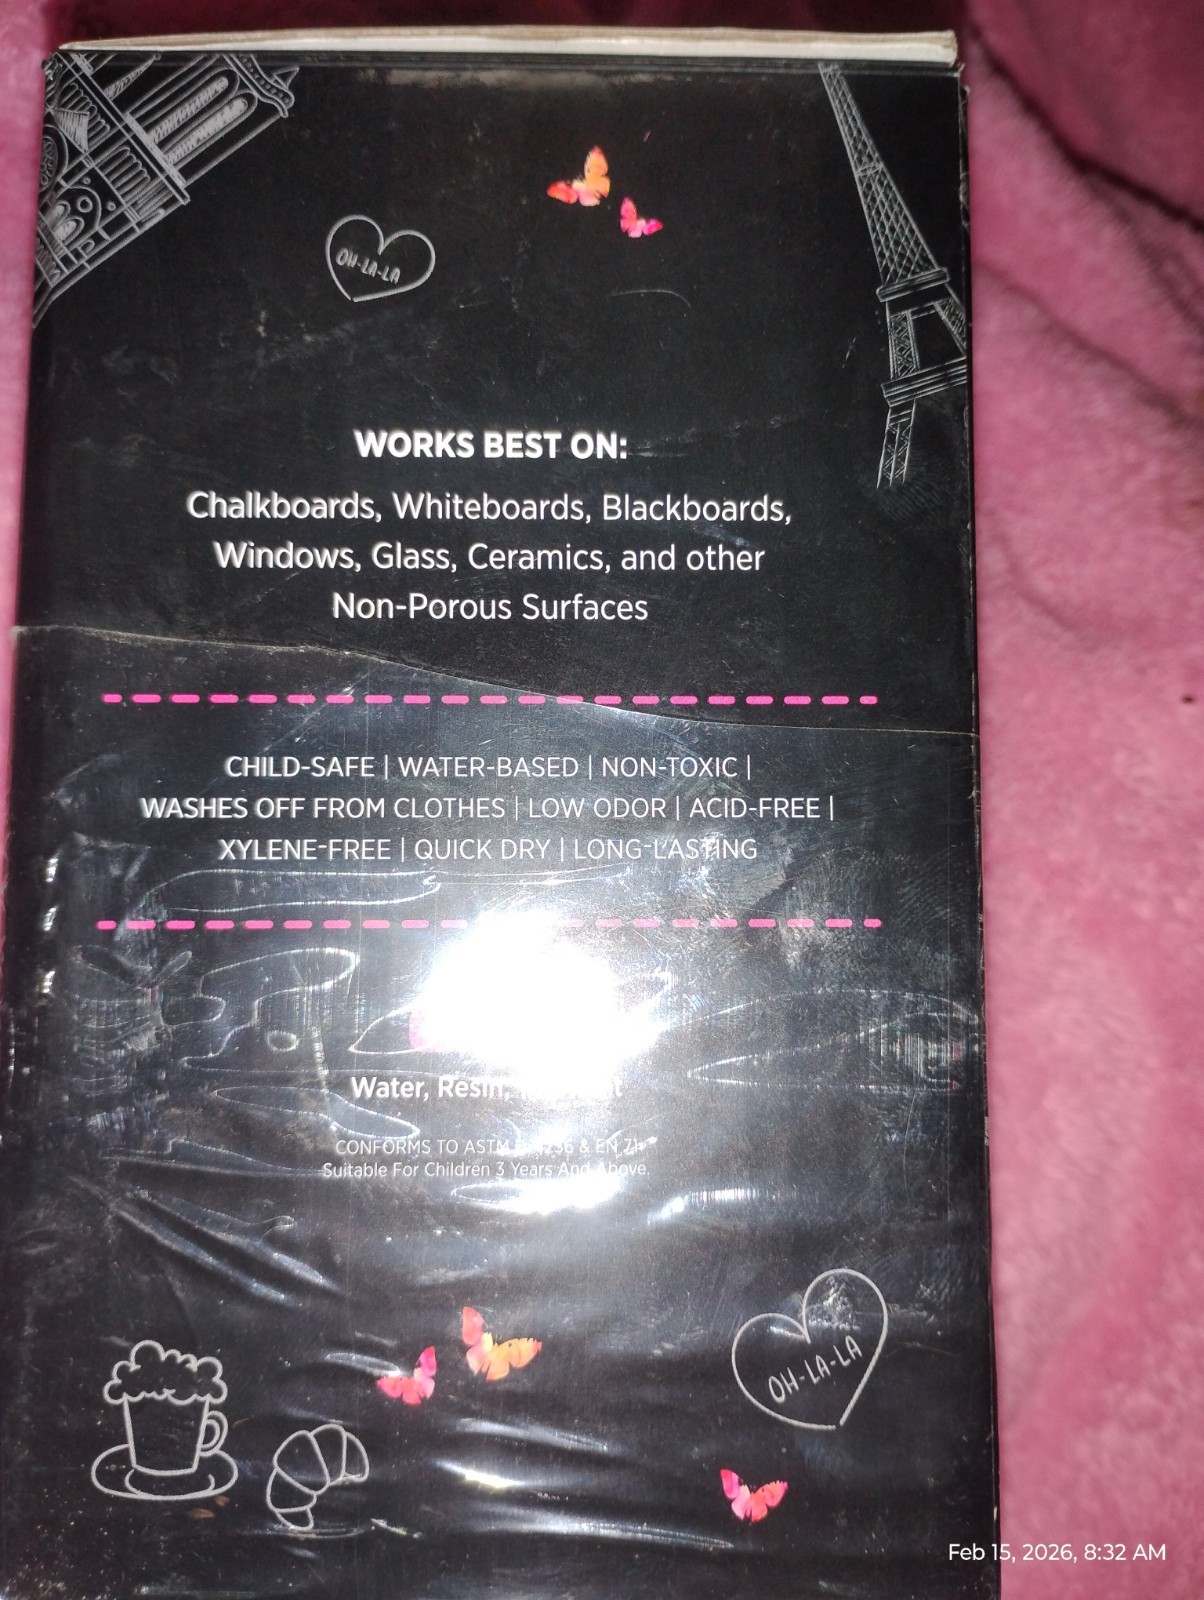 OH-LA-LA
WORKS BEST ON:
Chalkboards, Whiteboards, Blackboards,
Windows, Glass, Ceramics, and other
Non-Porous Surfaces
CHILD-SAFE | WATER-BASED | NON-TOXIC |
WASHES OFF FROM CLOTHES | LOW ODOR | ACID-FREE |
XYLENE-FREE | QUICK DRY | LONG-LASTING
Water, Resin,
CONFORMS TO ASTM & EN 71
Suitable For Children 3 Years And Above.
OH-LA-LA
Feb 15, 2026, 8:32 AM